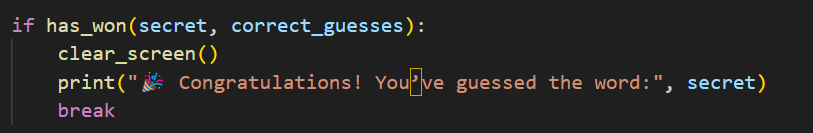 if has_won(secret, correct_guesses):
    clear_screen()
    print("🎉 Congratulations! You’ve guessed the word:", secret)
    break